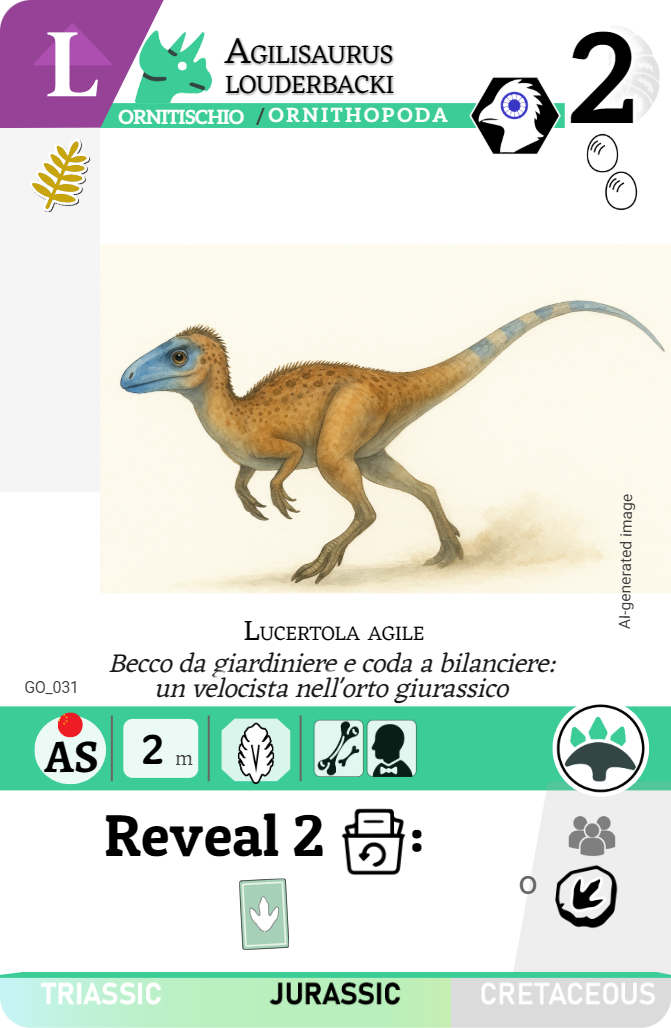 L
AGILISAURUS
LOUDERBACKI
2
ORNITISCHIO / ORNITHOPODA
AI-generated image
LUCERTOLA AGILE
Becco da giardiniere e coda a bilanciere:
un velocista nell'orto giurassico
GO_031
AS
2 m
Reveal 2 :
O
TRIASSIC JURASSIC CRETACEOUS